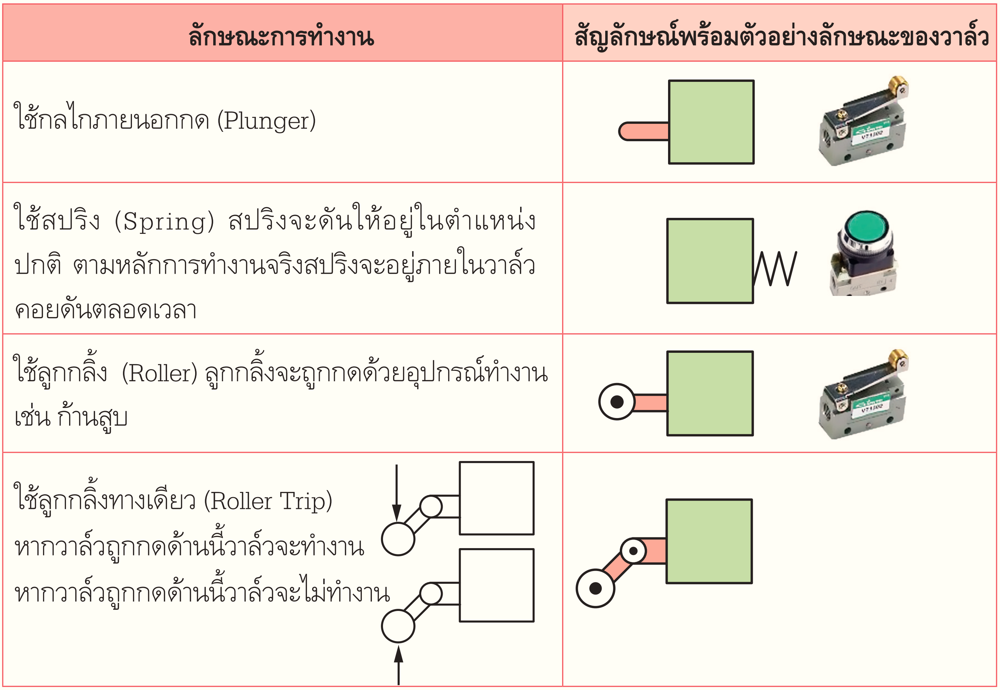 ลักษณะการทำงาน
สัญลักษณ์พร้อมตัวอย่างลักษณะของวาล์ว
ใช้กลไกภายนอกกด (Plunger)
VT1302
ใช้สปริง (Spring) สปริงจะดันให้อยู่ในตำแหน่ง
ปกติ ตามหลักการทำงานจริงสปริงจะอยู่ภายในวาล์ว
คอยดันตลอดเวลา
ใช้ลูกกลิ้ง (Roller) ลูกกลิ้งจะถูกกดด้วยอุปกรณ์ทำงาน
เช่น ก้านสูบ
VT1302
ใช้ลูกกลิ้งทางเดียว (Roller Trip)
หากวาล์วถูกกดด้านนี้วาล์วจะทำงาน
หากวาล์วถูกกดด้านนี้วาล์วจะไม่ทำงาน